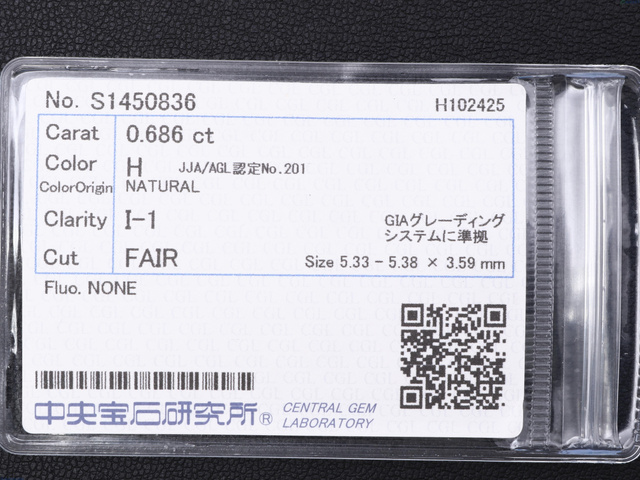 No. S1450836
H102425
Carat 0.686 ct
Color H JJA/AGL認定No.201
ColorOrigin NATURAL
Clarity I-1
GIAグレーディング
システムに準拠
Cut FAIR
Size 5.33 - 5.38 × 3.59 mm
Fluo. NONE
中央宝石研究所® CENTRAL GEM
LABORATORY